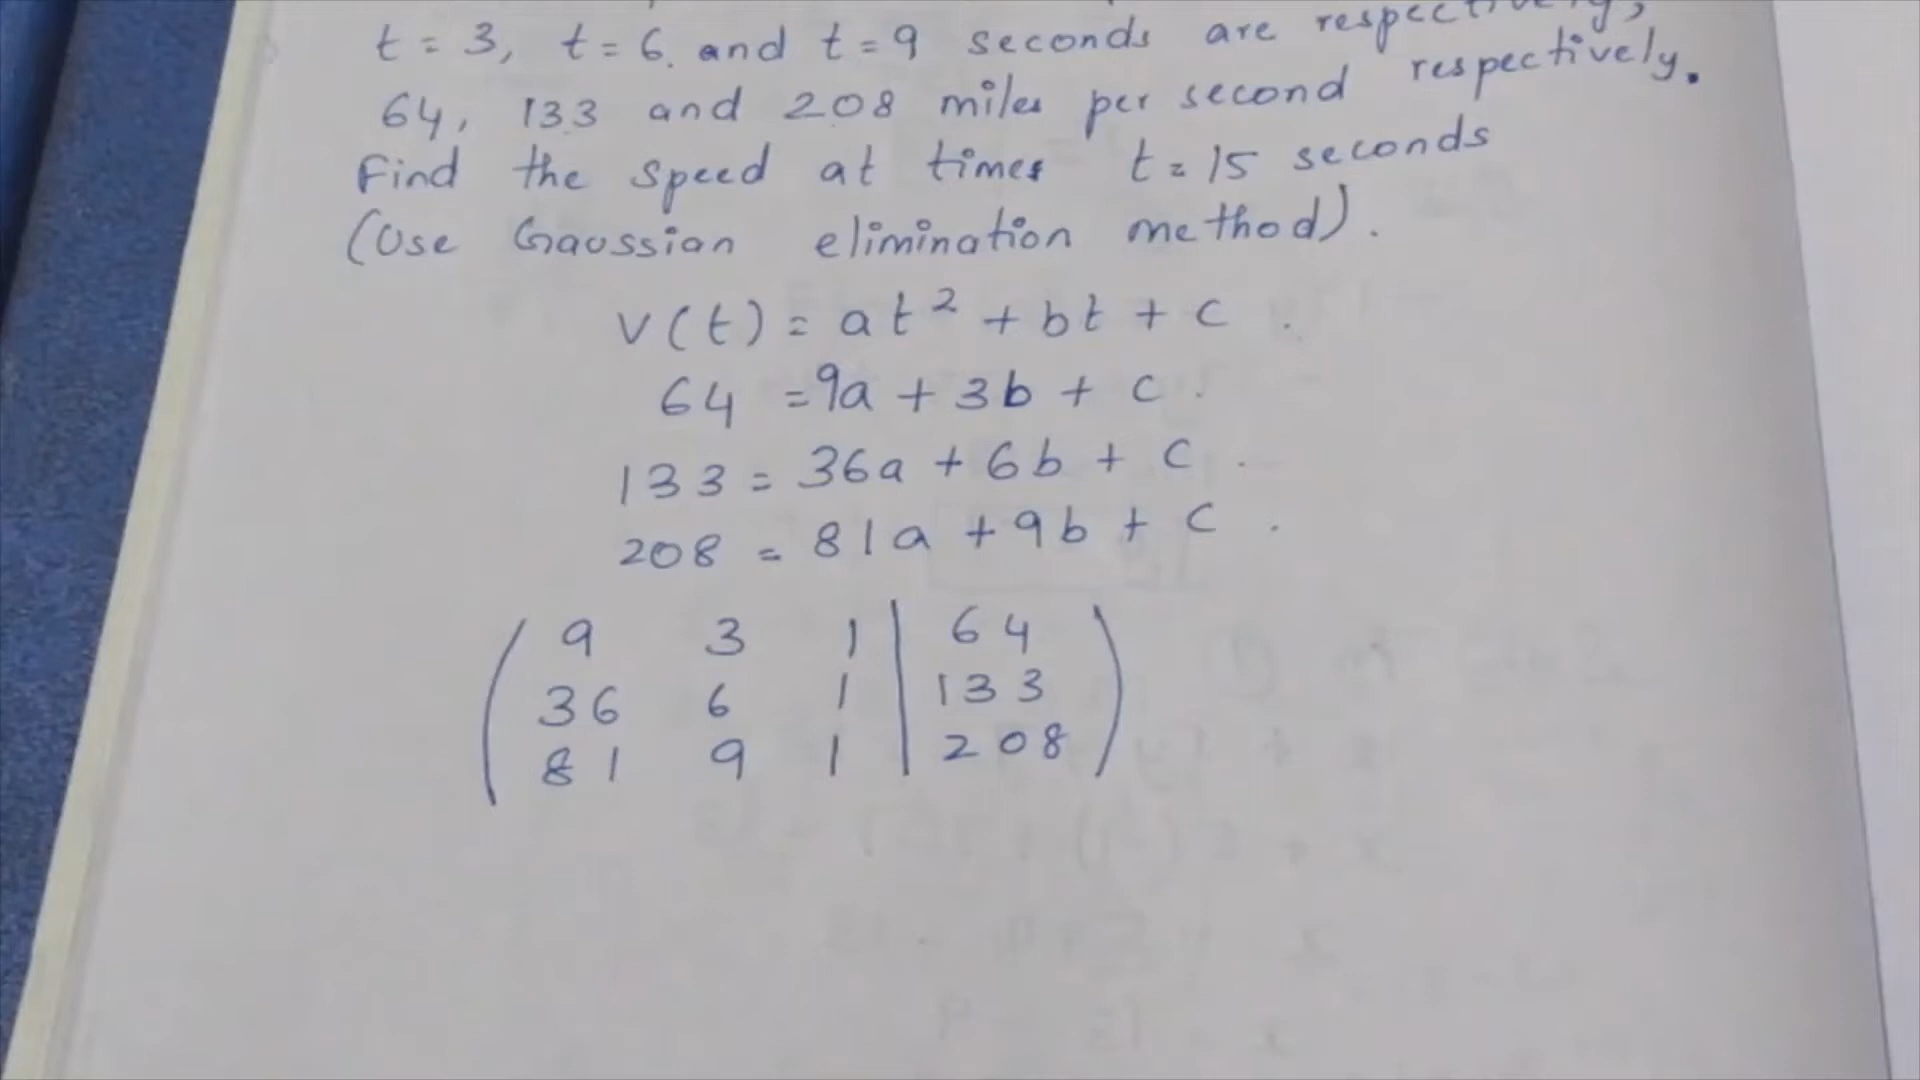 t = 3, t = 6. and t = 9 seconds are respectively,
64, 133 and 208 miles per second respectively.
Find the speed at times t = 15 seconds
(Use Gaussian elimination method).
v(t) = at² + bt + c.
64 = 9a + 3b + c.
133 = 36a + 6b + c.
208 = 81a + 9b + c.
9 3 1 | 64
36 6 1 | 133
81 9 1 | 208